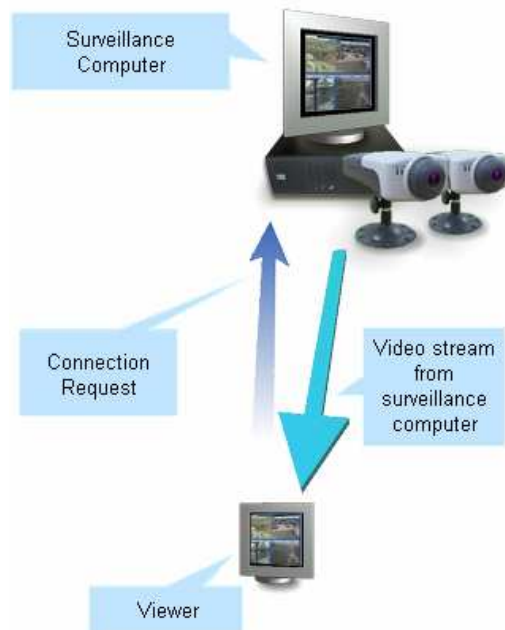 Surveillance
Computer
Connection
Request
Video stream
from
surveillance
computer
Viewer